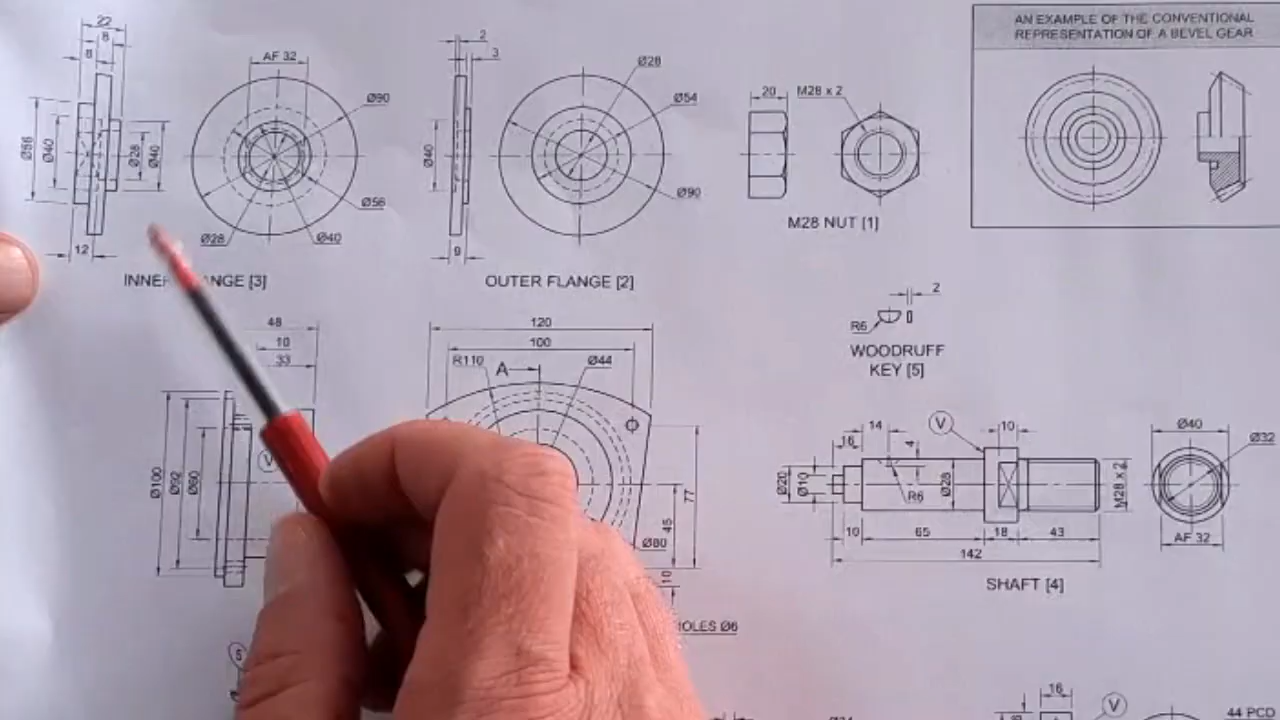 22
8
8
Ø56
Ø40
Ø28
Ø40
12
AF 32
Ø90
Ø56
Ø28
Ø40
INNER
ANGE [3]
2
3
Ø40
9
Ø28
Ø54
Ø90
OUTER FLANGE [2]
20
M28 x 2
M28 NUT [1]
AN EXAMPLE OF THE CONVENTIONAL
REPRESENTATION OF A BEVEL GEAR
2
R6
WOODRUFF
KEY [5]
48
10
33
Ø100
Ø92
Ø60
V
120
100
R110
A
Ø44
77
45
Ø80
10
OLES Ø6
5
14
16
4
V
10
Ø20
Ø10
R6
Ø28
M28 x 2
10
65
18
43
142
Ø40
Ø32
AF 32
SHAFT [4]
16
V
44 PCD